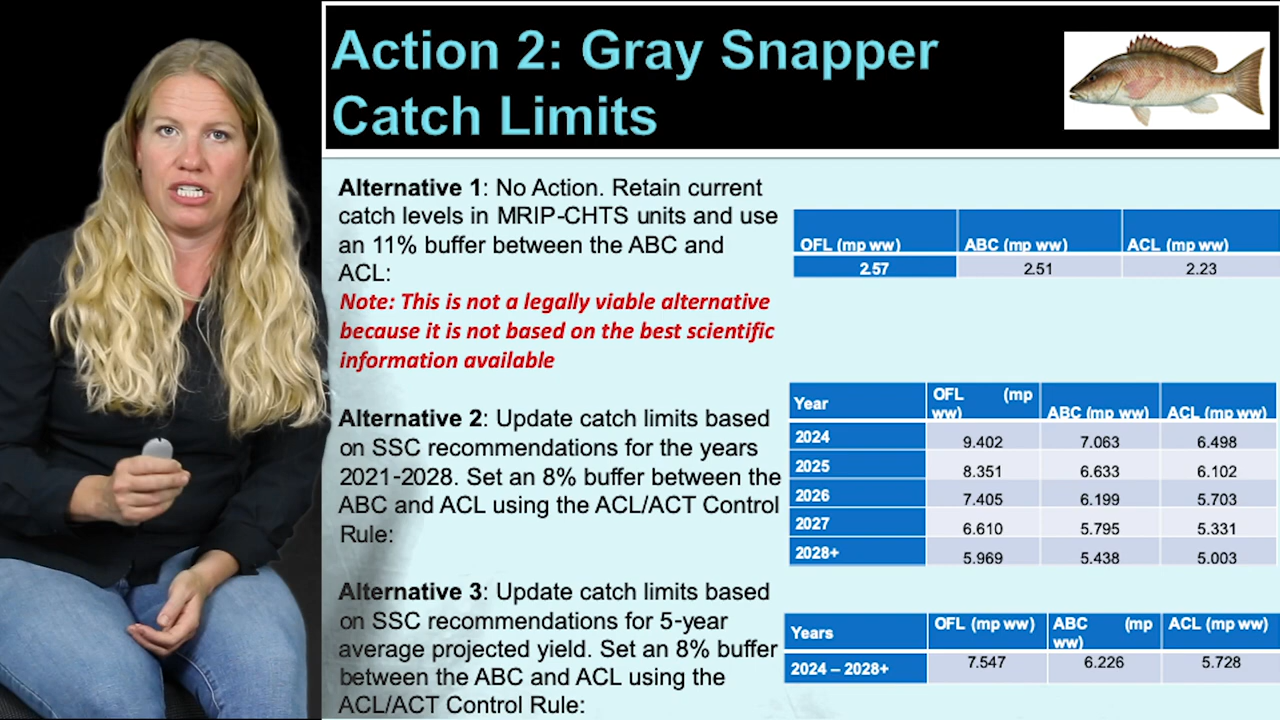 Action 2: Gray Snapper
Catch Limits
Alternative 1: No Action. Retain current
catch levels in MRIP-CHTS units and use
an 11% buffer between the ABC and
ACL:
Note: This is not a legally viable alternative
because it is not based on the best scientific
information available
OFL (mp ww) ABC (mp ww) ACL (mp ww)
2.57 2.51 2.23
Alternative 2: Update catch limits based
on SSC recommendations for the years
2021-2028. Set an 8% buffer between the
ABC and ACL using the ACL/ACT Control
Rule:
Year OFL (mp
ww) ABC (mp ww) ACL (mp ww)
2024 9.402 7.063 6.498
2025 8.351 6.633 6.102
2026 7.405 6.199 5.703
2027 6.610 5.795 5.331
2028+ 5.969 5.438 5.003
Alternative 3: Update catch limits based
on SSC recommendations for 5-year
average projected yield. Set an 8% buffer
between the ABC and ACL using the
ACL/ACT Control Rule:
Years OFL (mp ww) ABC (mp
ww) ACL (mp ww)
2024 – 2028+ 7.547 6.226 5.728